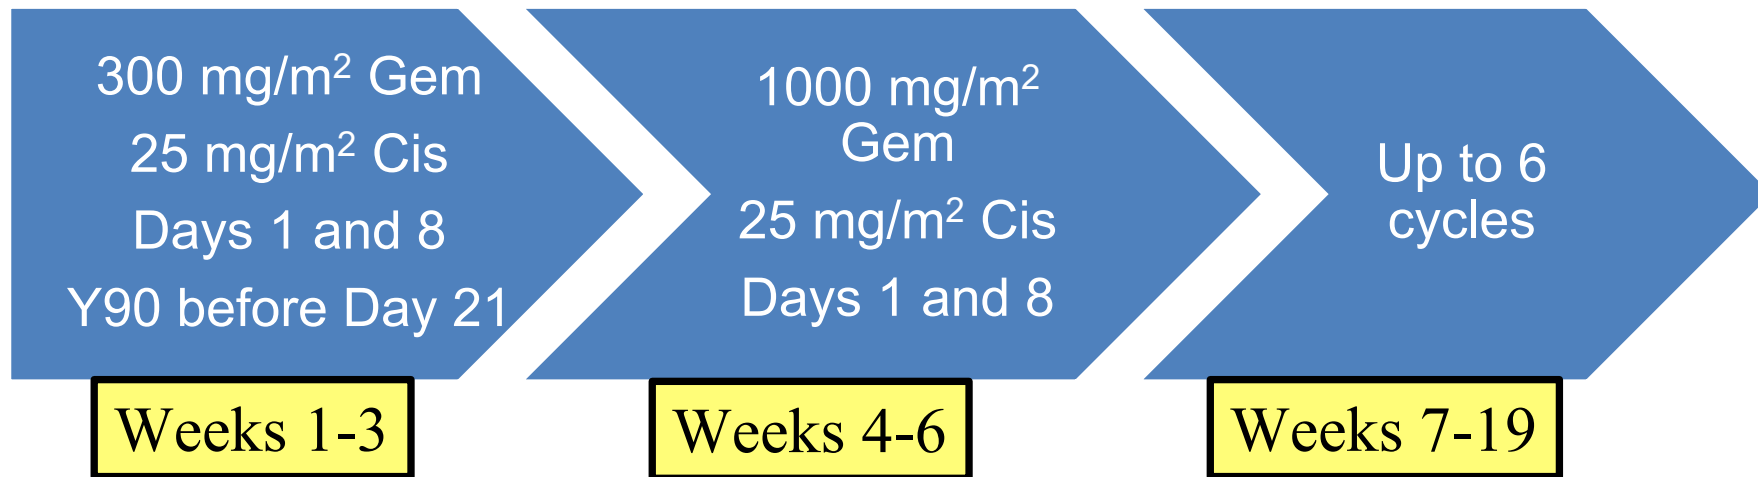 300 mg/m² Gem
25 mg/m² Cis
Days 1 and 8
Y90 before Day 21
Weeks 1-3
1000 mg/m²
Gem
25 mg/m² Cis
Days 1 and 8
Weeks 4-6
Up to 6
cycles
Weeks 7-19